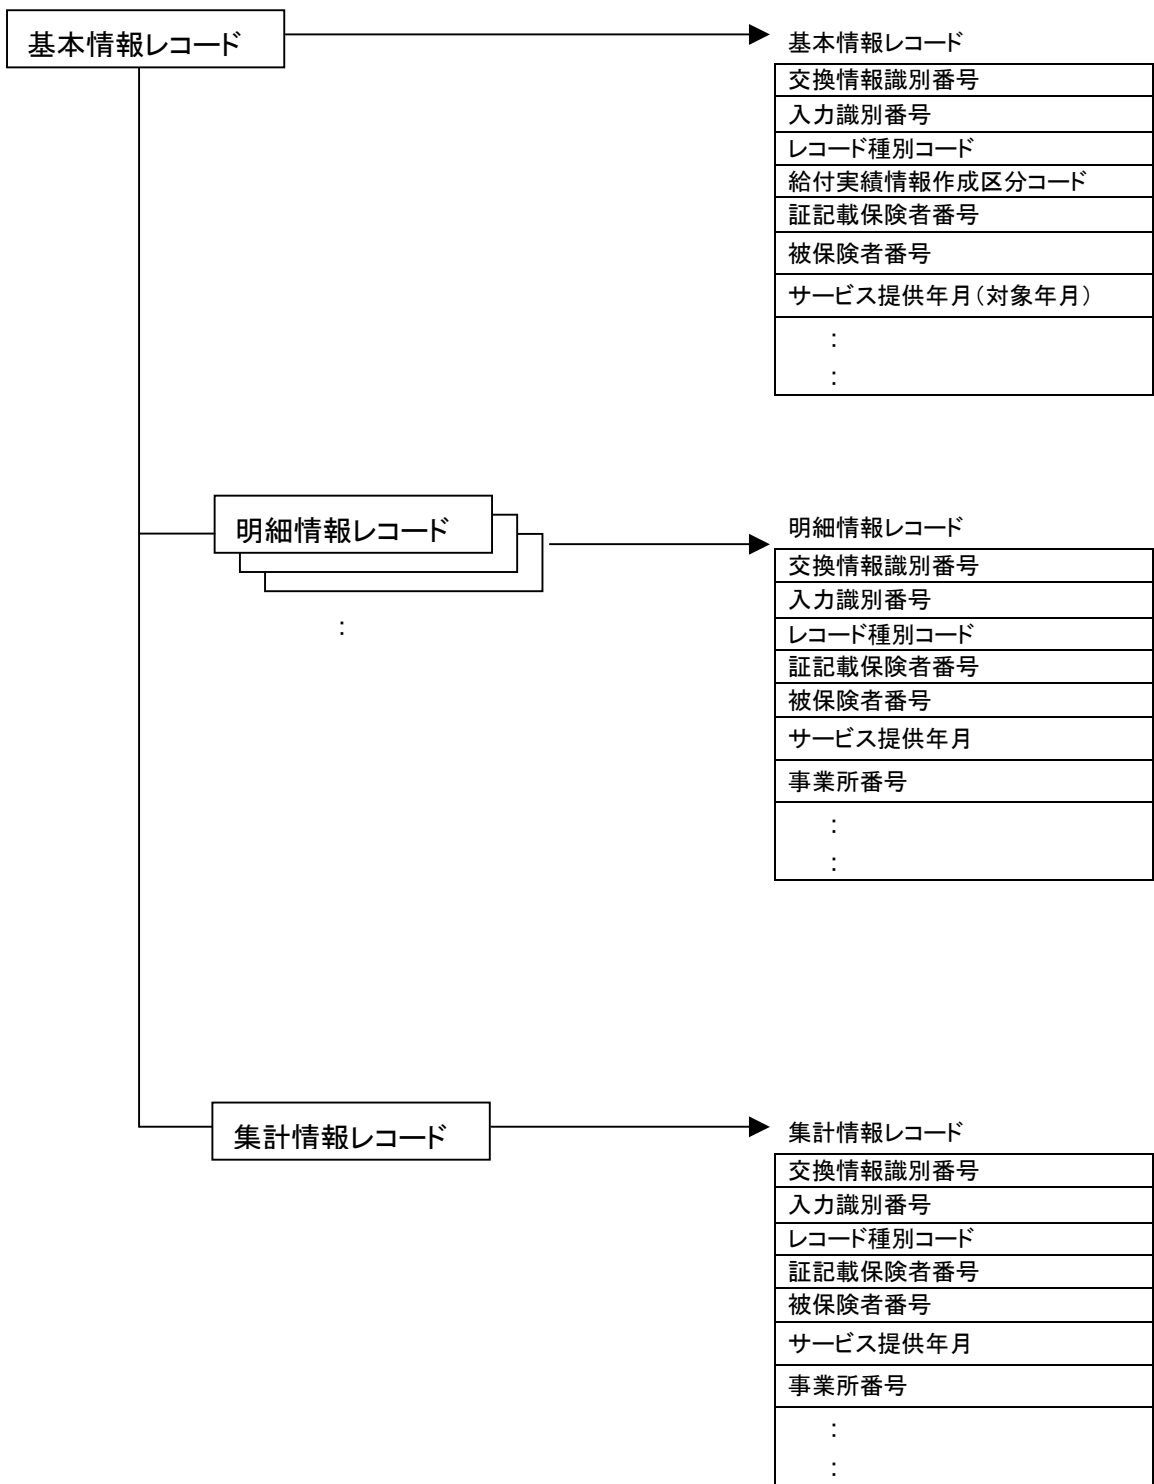 基本情報レコード
基本情報レコード
交換情報識別番号
入力識別番号
レコード種別コード
給付実績情報作成区分コード
証記載保険者番号
被保険者番号
サービス提供年月(対象年月)
:
:
明細情報レコード
:
明細情報レコード
交換情報識別番号
入力識別番号
レコード種別コード
証記載保険者番号
被保険者番号
サービス提供年月
事業所番号
:
:
集計情報レコード
集計情報レコード
交換情報識別番号
入力識別番号
レコード種別コード
証記載保険者番号
被保険者番号
サービス提供年月
事業所番号
:
: